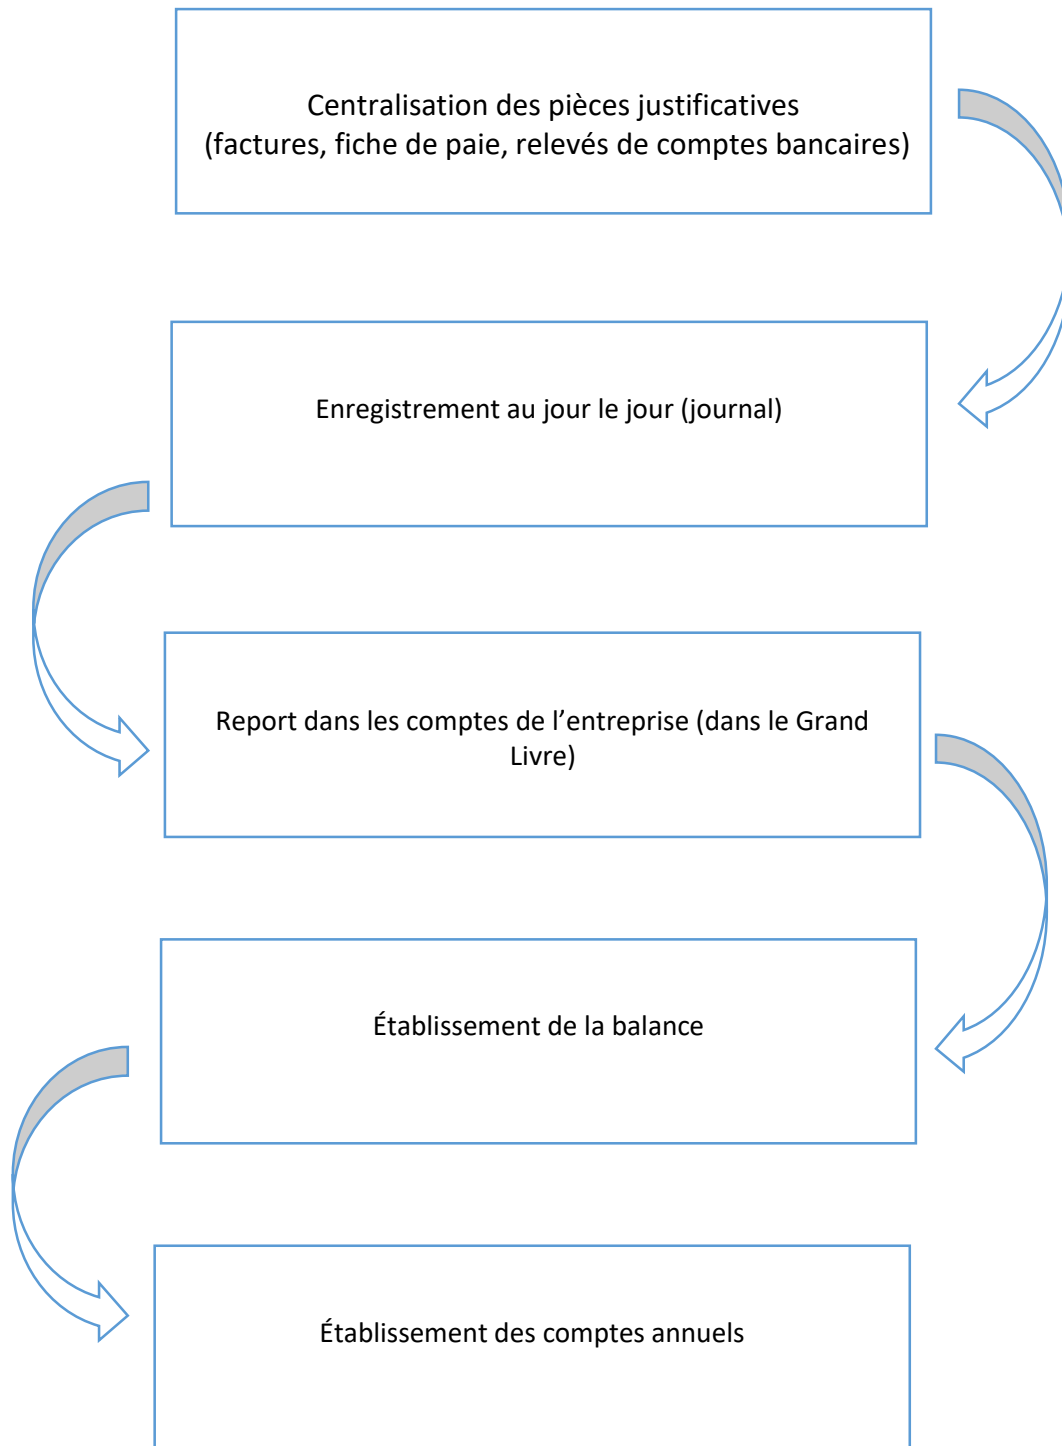 Centralisation des pièces justificatives
(factures, fiche de paie, relevés de comptes bancaires)
Enregistrement au jour le jour (journal)
Report dans les comptes de l’entreprise (dans le Grand
Livre)
Établissement de la balance
Établissement des comptes annuels